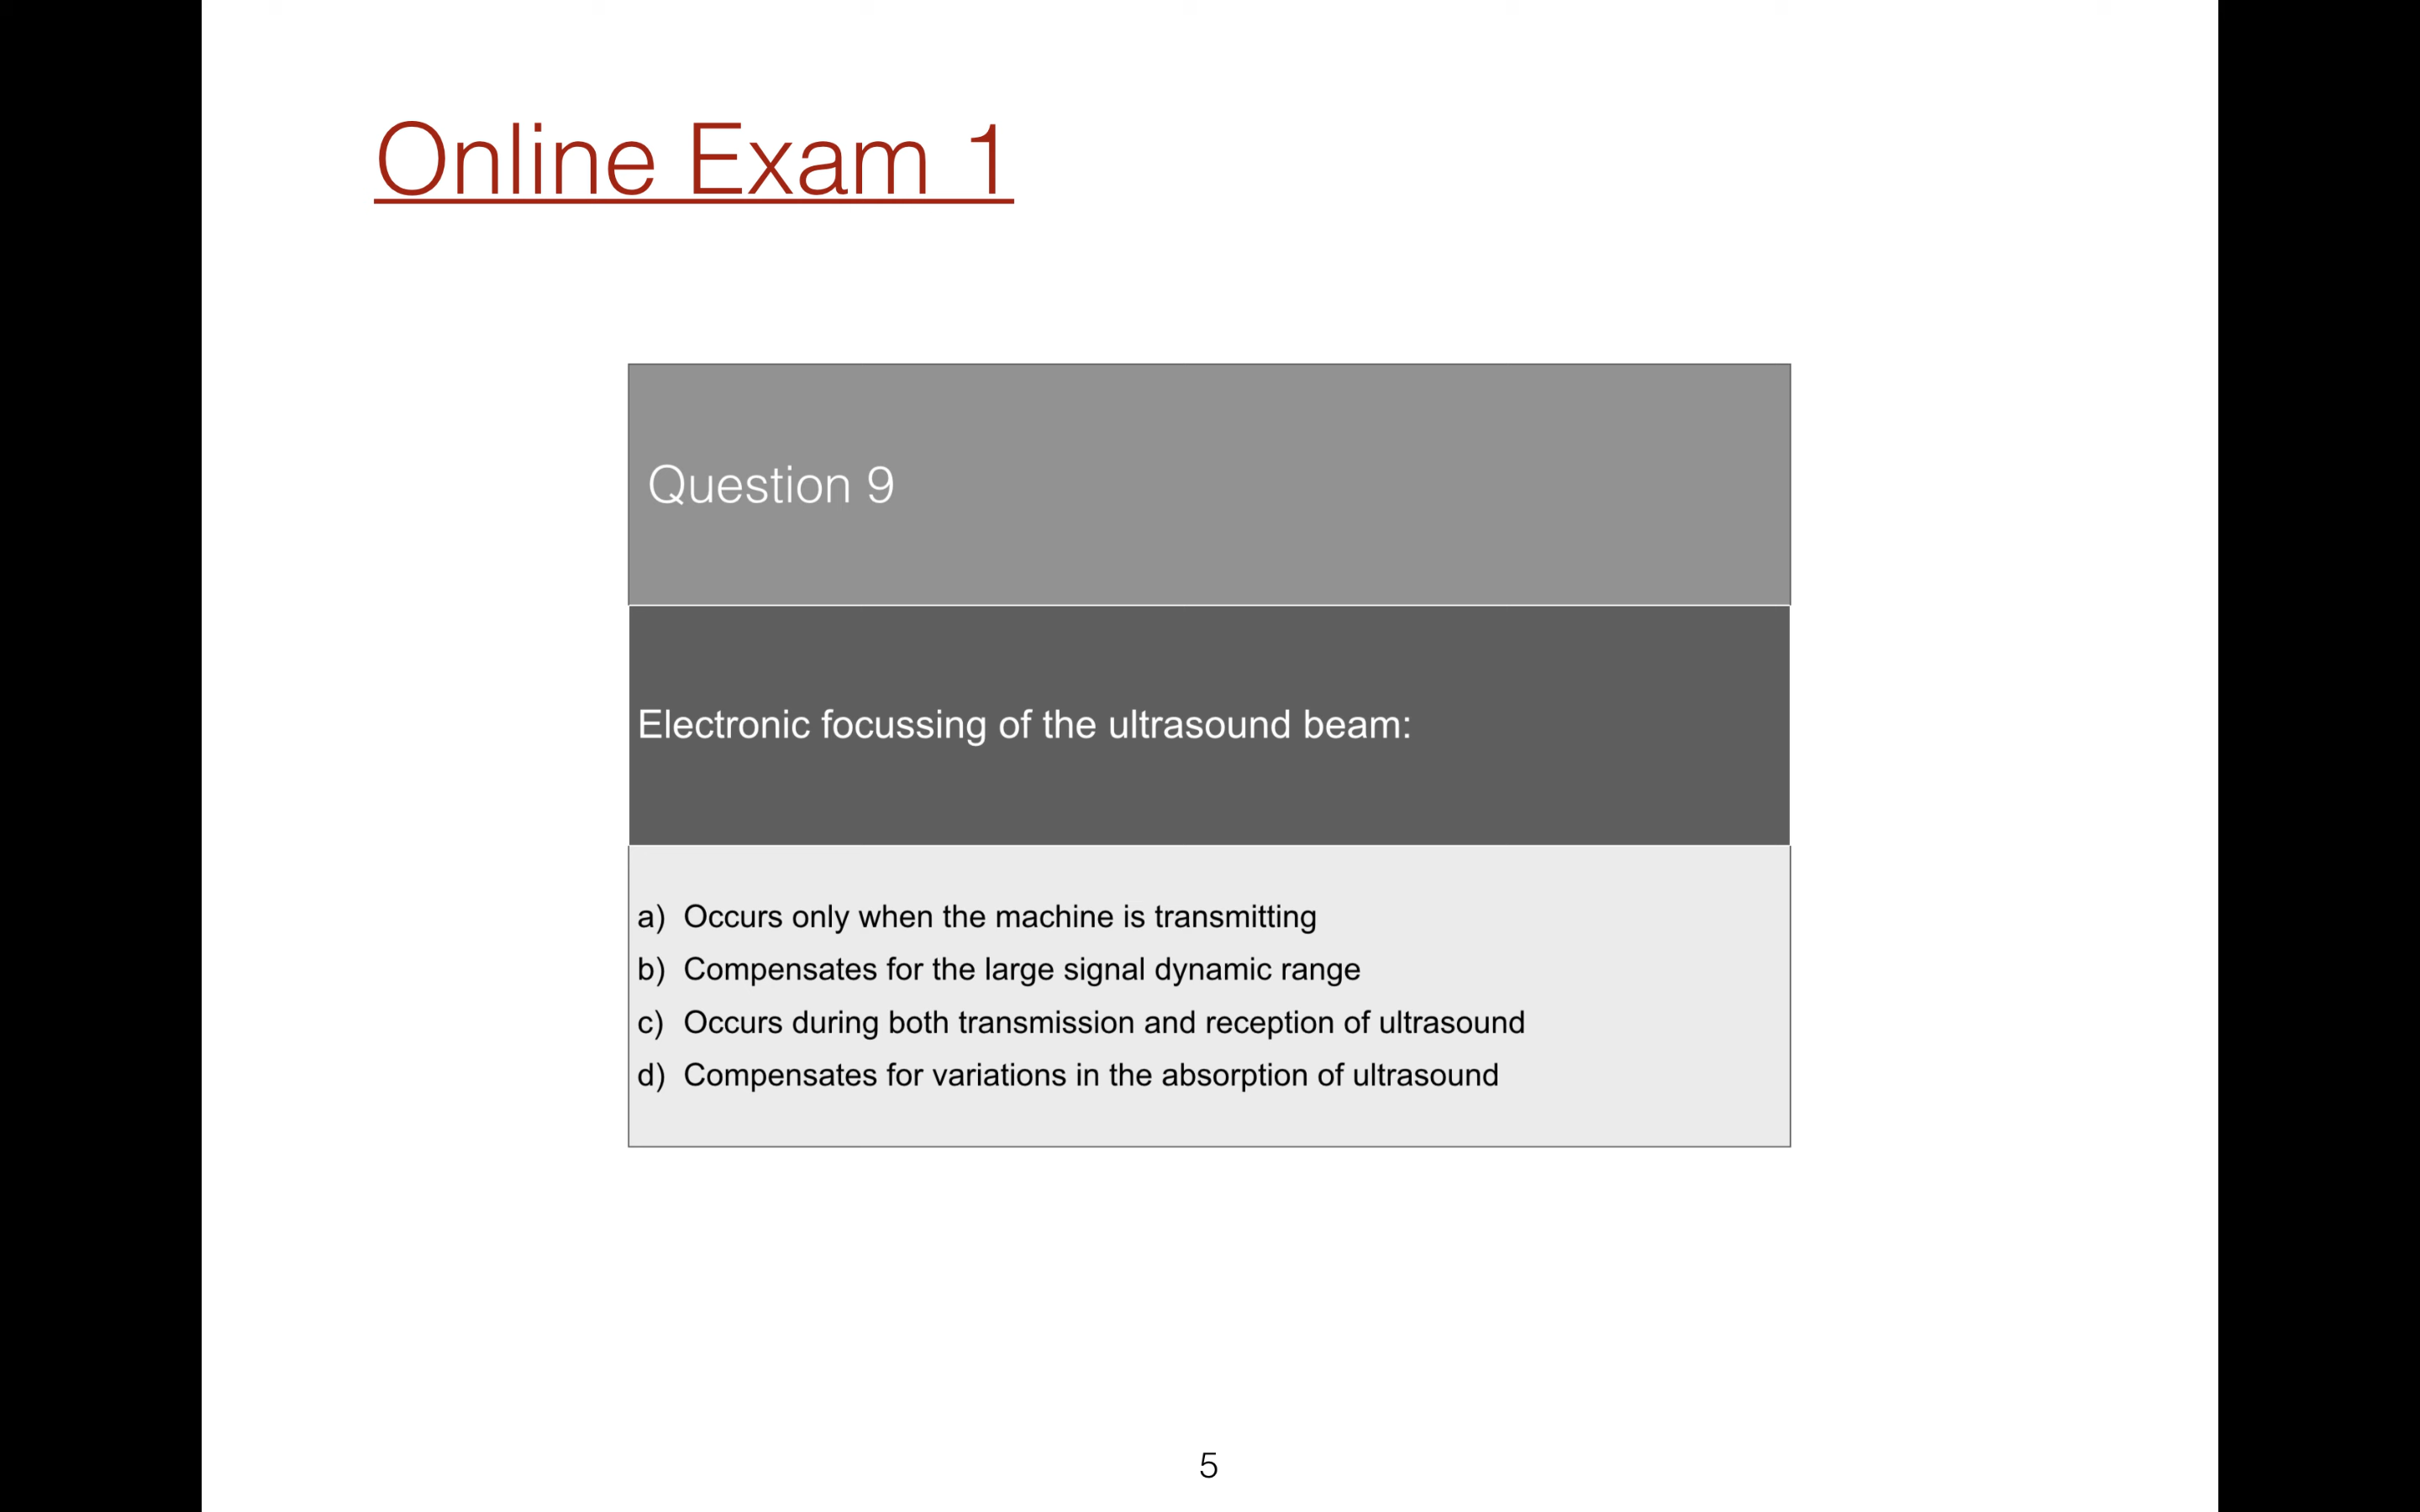 Online Exam 1
Question 9
Electronic focussing of the ultrasound beam:
a) Occurs only when the machine is transmitting
b) Compensates for the large signal dynamic range
c) Occurs during both transmission and reception of ultrasound
d) Compensates for variations in the absorption of ultrasound
5